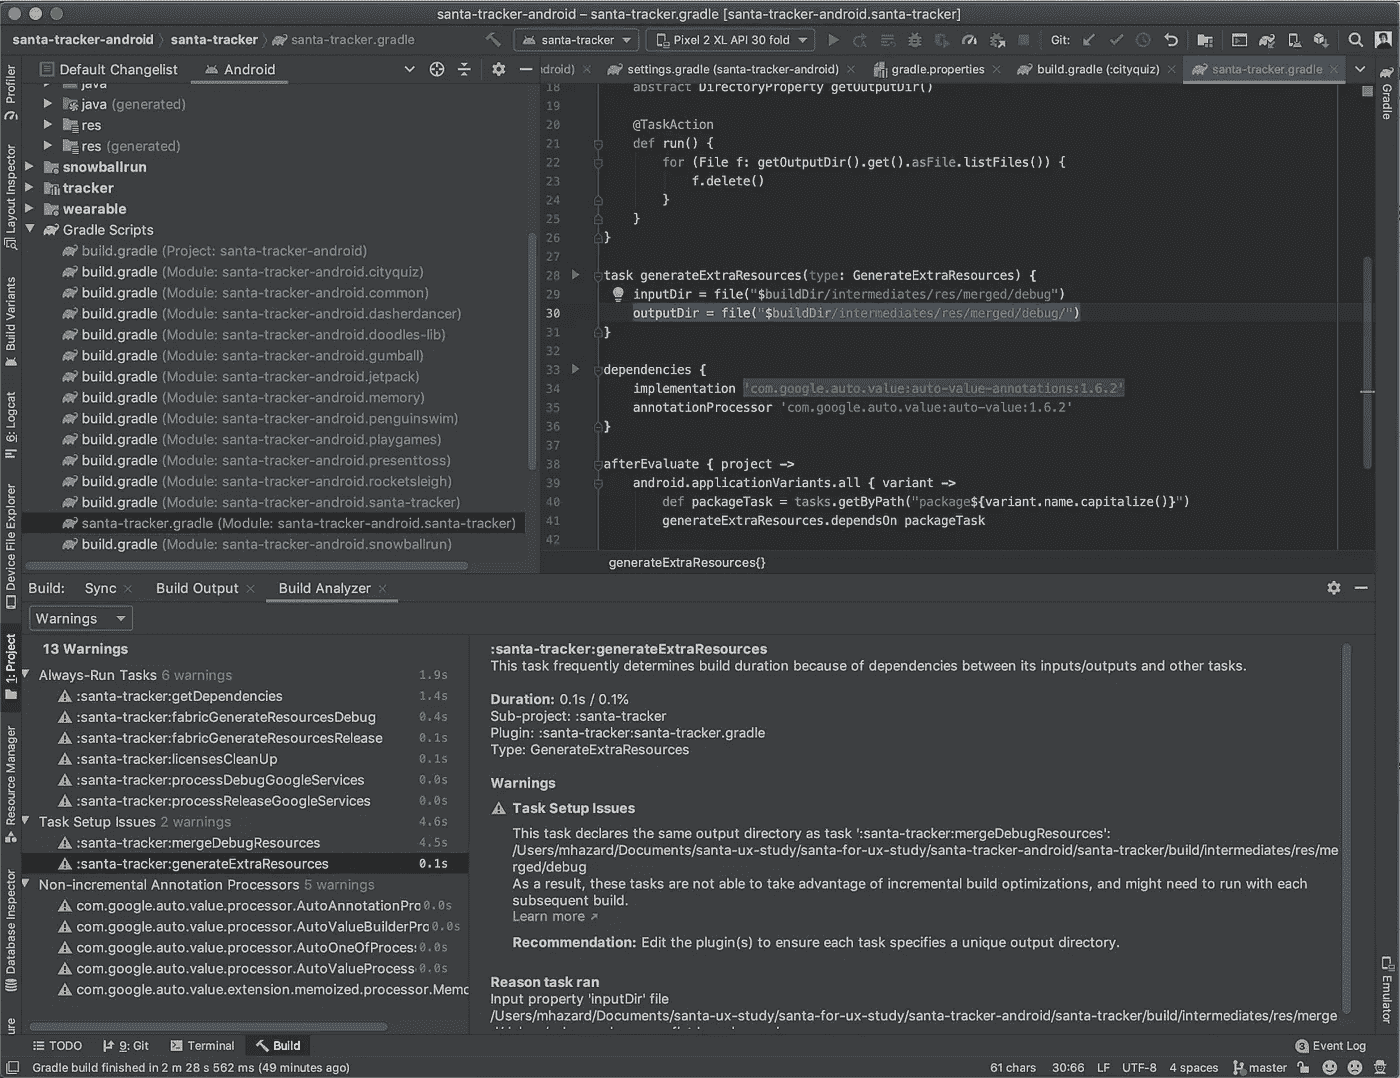 santa-tracker-android – santa-tracker.gradle [santa-tracker-android.santa-tracker]
santa-tracker-android santa-tracker santa-tracker.gradle
santa-tracker Pixel 2 XL API 30 fold Git:
Default Changelist Android
ndroid) settings.gradle (santa-tracker-android) gradle.properties build.gradle (:cityquiz) santa-tracker.gradle
Profiler
Layout Inspector
Build Variants
6: Logcat
Device File Explorer
1: Project
Resource Manager
Database Inspector
ure
java
java (generated)
res
res (generated)
snowballrun
tracker
wearable
Gradle Scripts
build.gradle (Project: santa-tracker-android)
build.gradle (Module: santa-tracker-android.cityquiz)
build.gradle (Module: santa-tracker-android.common)
build.gradle (Module: santa-tracker-android.dasherdancer)
build.gradle (Module: santa-tracker-android.doodles-lib)
build.gradle (Module: santa-tracker-android.gumball)
build.gradle (Module: santa-tracker-android.jetpack)
build.gradle (Module: santa-tracker-android.memory)
build.gradle (Module: santa-tracker-android.penguinswim)
build.gradle (Module: santa-tracker-android.playgames)
build.gradle (Module: santa-tracker-android.presenttoss)
build.gradle (Module: santa-tracker-android.rocketsleigh)
build.gradle (Module: santa-tracker-android.santa-tracker)
santa-tracker.gradle (Module: santa-tracker-android.santa-tracker)
build.gradle (Module: santa-tracker-android.snowballrun)
18 abstract DirectoryProperty getOutputDir()
19
20 @TaskAction
21 def run() {
22 for (File f: getOutputDir().get().asFile.listFiles()) {
23 f.delete()
24 }
25 }
26 }
27
28 task generateExtraResources(type: GenerateExtraResources) {
29 inputDir = file("$buildDir/intermediates/res/merged/debug")
30 outputDir = file("$buildDir/intermediates/res/merged/debug/")
31 }
32
33 dependencies {
34 implementation 'com.google.auto.value:auto-value-annotations:1.6.2'
35 annotationProcessor 'com.google.auto.value:auto-value:1.6.2'
36 }
37
38 afterEvaluate { project ->
39 android.applicationVariants.all { variant ->
40 def packageTask = tasks.getByPath("package${variant.name.capitalize()}")
41 generateExtraResources.dependsOn packageTask
42
generateExtraResources{}
Gradle
Emulator
Build: Sync Build Output Build Analyzer
Warnings
13 Warnings
Always-Run Tasks 6 warnings 1.9s
:santa-tracker:getDependencies 1.4s
:santa-tracker:fabricGenerateResourcesDebug 0.4s
:santa-tracker:fabricGenerateResourcesRelease 0.1s
:santa-tracker:licensesCleanUp 0.1s
:santa-tracker:processDebugGoogleServices 0.0s
:santa-tracker:processReleaseGoogleServices 0.0s
Task Setup Issues 2 warnings 4.6s
:santa-tracker:mergeDebugResources 4.5s
:santa-tracker:generateExtraResources 0.1s
Non-incremental Annotation Processors 5 warnings
com.google.auto.value.processor.AutoAnnotationPro 0.0s
com.google.auto.value.processor.AutoValueBuilderPro 0.0s
com.google.auto.value.processor.AutoOneOfProces 0.0s
com.google.auto.value.processor.AutoValueProcess 0.0s
com.google.auto.value.extension.memoized.processor.Memo
:santa-tracker:generateExtraResources
This task frequently determines build duration because of dependencies between its inputs/outputs and other tasks.
Duration: 0.1s / 0.1%
Sub-project: :santa-tracker
Plugin: :santa-tracker:santa-tracker.gradle
Type: GenerateExtraResources
Warnings
Task Setup Issues
This task declares the same output directory as task ':santa-tracker:mergeDebugResources':
/Users/mhazard/Documents/santa-ux-study/santa-for-ux-study/santa-tracker-android/santa-tracker/build/intermediates/res/me
rged/debug
As a result, these tasks are not able to take advantage of incremental build optimizations, and might need to run with each
subsequent build.
Learn more ↗
Recommendation: Edit the plugin(s) to ensure each task specifies a unique output directory.
Reason task ran
Input property 'inputDir' file
/Users/mhazard/Documents/santa-ux-study/santa-for-ux-study/santa-tracker-android/santa-tracker/build/intermediates/res/merge
TODO 9: Git Terminal Build 3 Event Log
Gradle build finished in 2 m 28 s 562 ms (49 minutes ago) 61 chars 30:66 LF UTF-8 4 spaces master